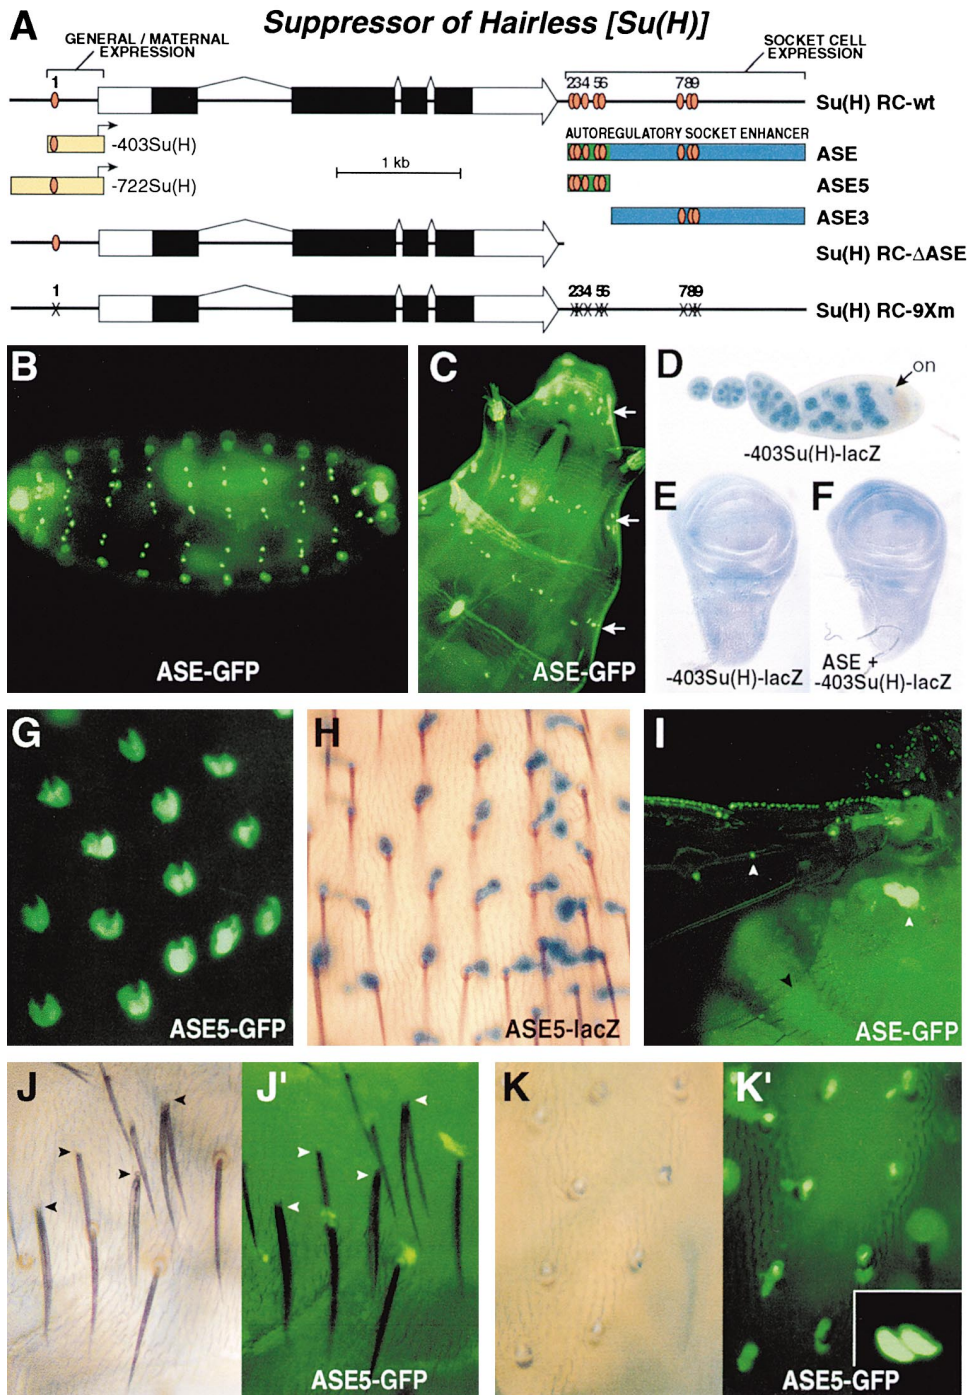 A
Suppressor of Hairless [Su(H)]
GENERAL / MATERNAL
EXPRESSION
SOCKET CELL
EXPRESSION
1
234 56 789
Su(H) RC-wt
-403Su(H)
AUTOREGULATORY SOCKET ENHANCER
ASE
1 kb
-722Su(H)
ASE5
ASE3
Su(H) RC-ΔASE
1
234 56 789
Su(H) RC-9Xm
B
ASE-GFP
C
ASE-GFP
D
on
-403Su(H)-lacZ
E
-403Su(H)-lacZ
F
ASE +
-403Su(H)-lacZ
G
ASE5-GFP
H
ASE5-lacZ
I
ASE-GFP
J
J'
ASE5-GFP
K
K'
ASE5-GFP